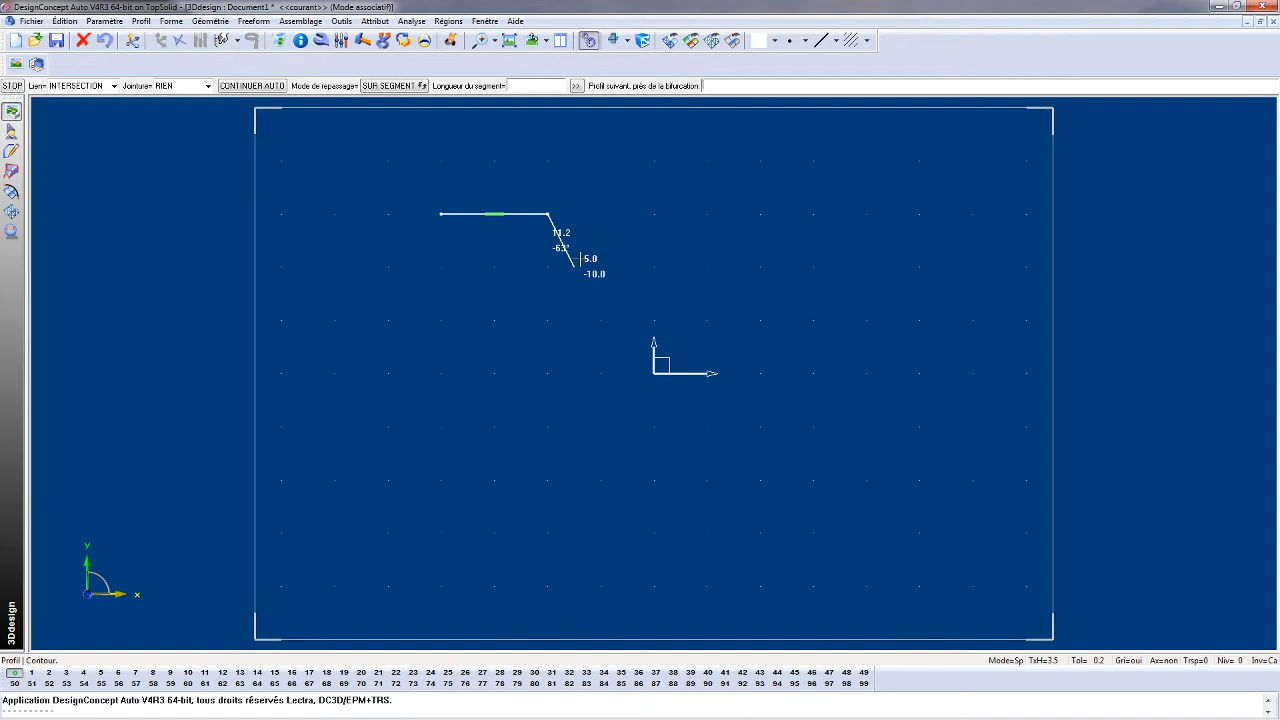 DesignConcept Auto V4R3 64-bit on TopSolid - [3Ddesign : Document1 * <<courant>> (Mode associatif)]
Fichier Édition Paramètre Profil Forme Géométrie Freeform Assemblage Outils Attribut Analyse Régions Fenêtre Aide
STOP Lien= INTERSECTION Jointure= RIEN CONTINUER AUTO Mode de repassage= SUR SEGMENT Longueur du segment= >> Profil suivant, près de la bifurcation:
11.2
-63°
5.0
-10.0
y
x
3Ddesign
Profil | Contour. Mode=Sp TxH=3.5 Tol= 0.2 Gri=oui Ax=non Trsp=0 Niv= 0 Inv=Ca
0 1 2 3 4 5 6 7 8 9 10 11 12 13 14 15 16 17 18 19 20 21 22 23 24 25 26 27 28 29 30 31 32 33 34 35 36 37 38 39 40 41 42 43 44 45 46 47 48 49
50 51 52 53 54 55 56 57 58 59 60 61 62 63 64 65 66 67 68 69 70 71 72 73 74 75 76 77 78 79 80 81 82 83 84 85 86 87 88 89 90 91 92 93 94 95 96 97 98 99
Application DesignConcept Auto V4R3 64-bit, tous droits réservés Lectra, DC3D/EPM+TRS.
----------